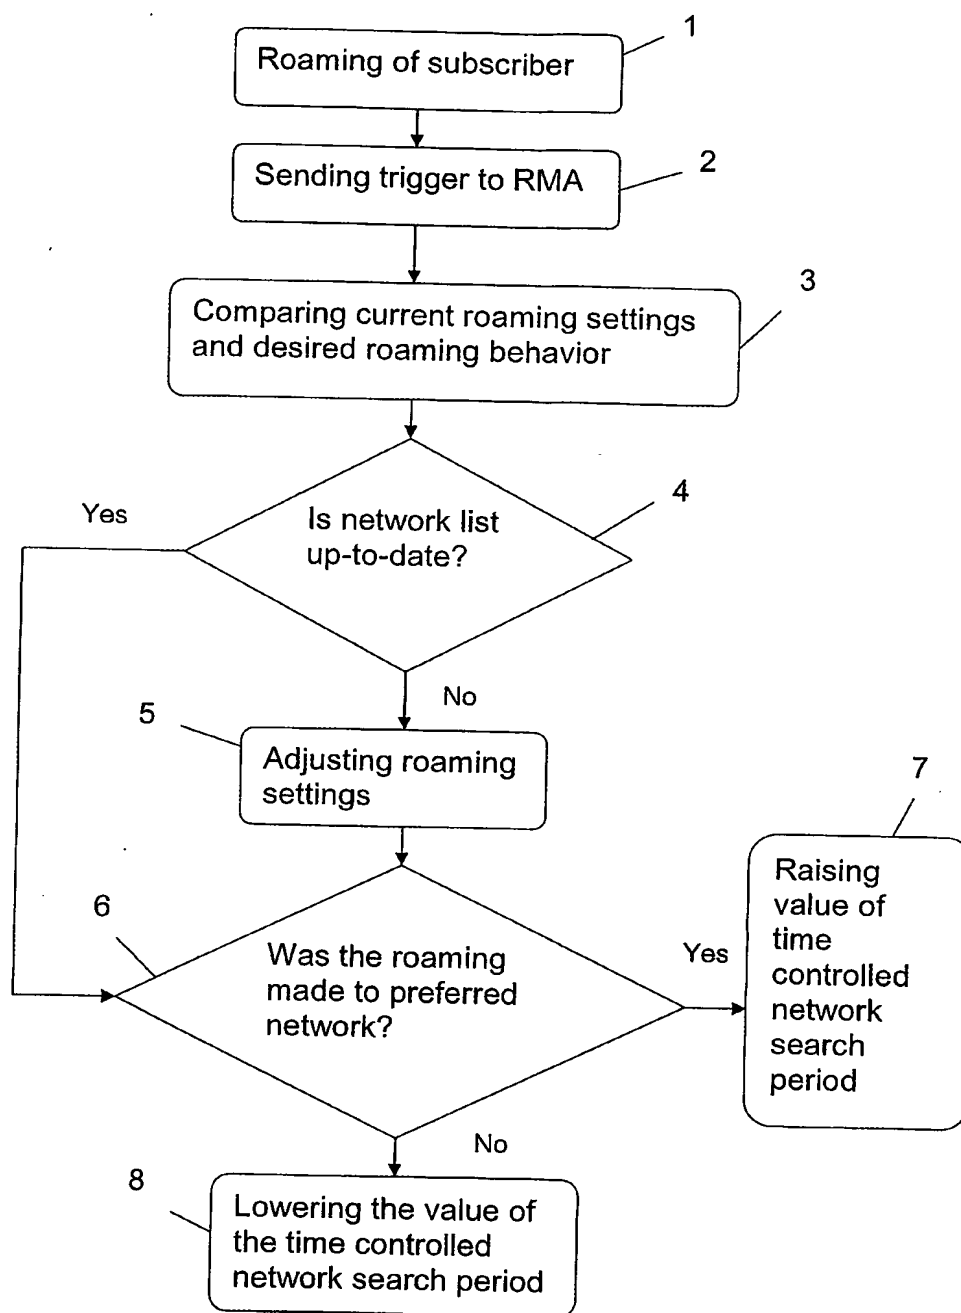 1
Roaming of subscriber
2
Sending trigger to RMA
3
Comparing current roaming settings
and desired roaming behavior
4
Yes
Is network list
up-to-date?
No
5
Adjusting roaming
settings
7
Raising
value of
time
controlled
network
search
period
6
Was the roaming
made to preferred
network?
Yes
No
8
Lowering the value of
the time controlled
network search period